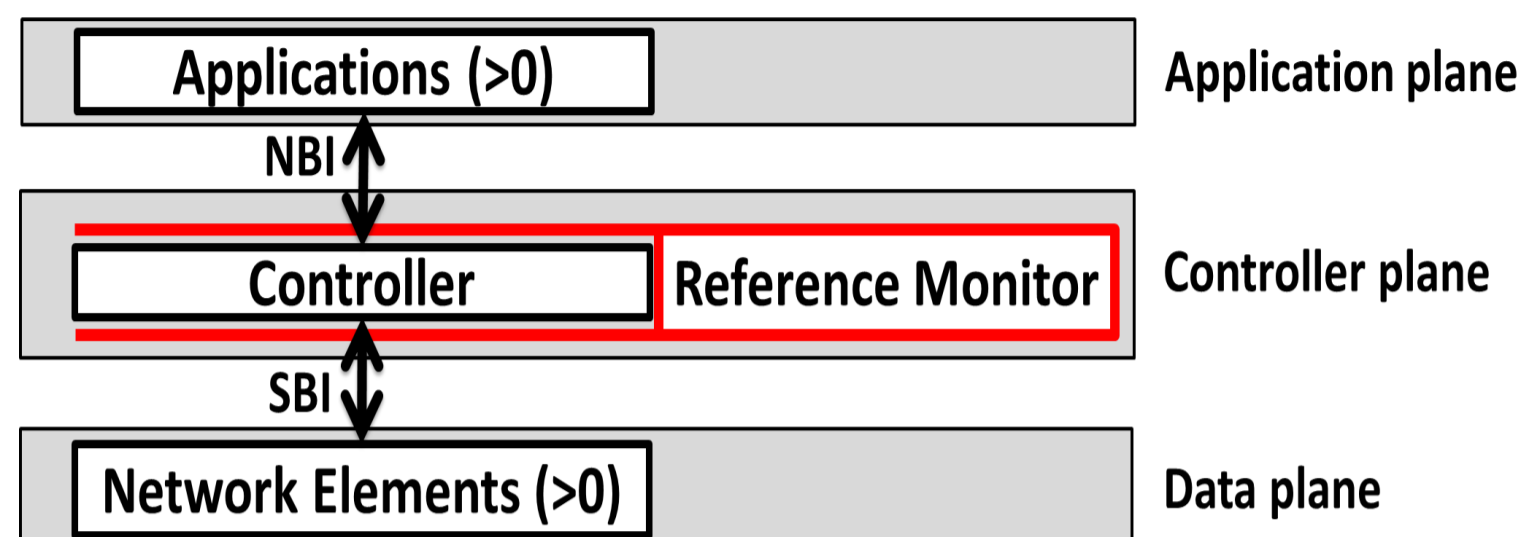 Applications (>0)
Application plane
NBI
Controller
Reference Monitor
Controller plane
SBI
Network Elements (>0)
Data plane